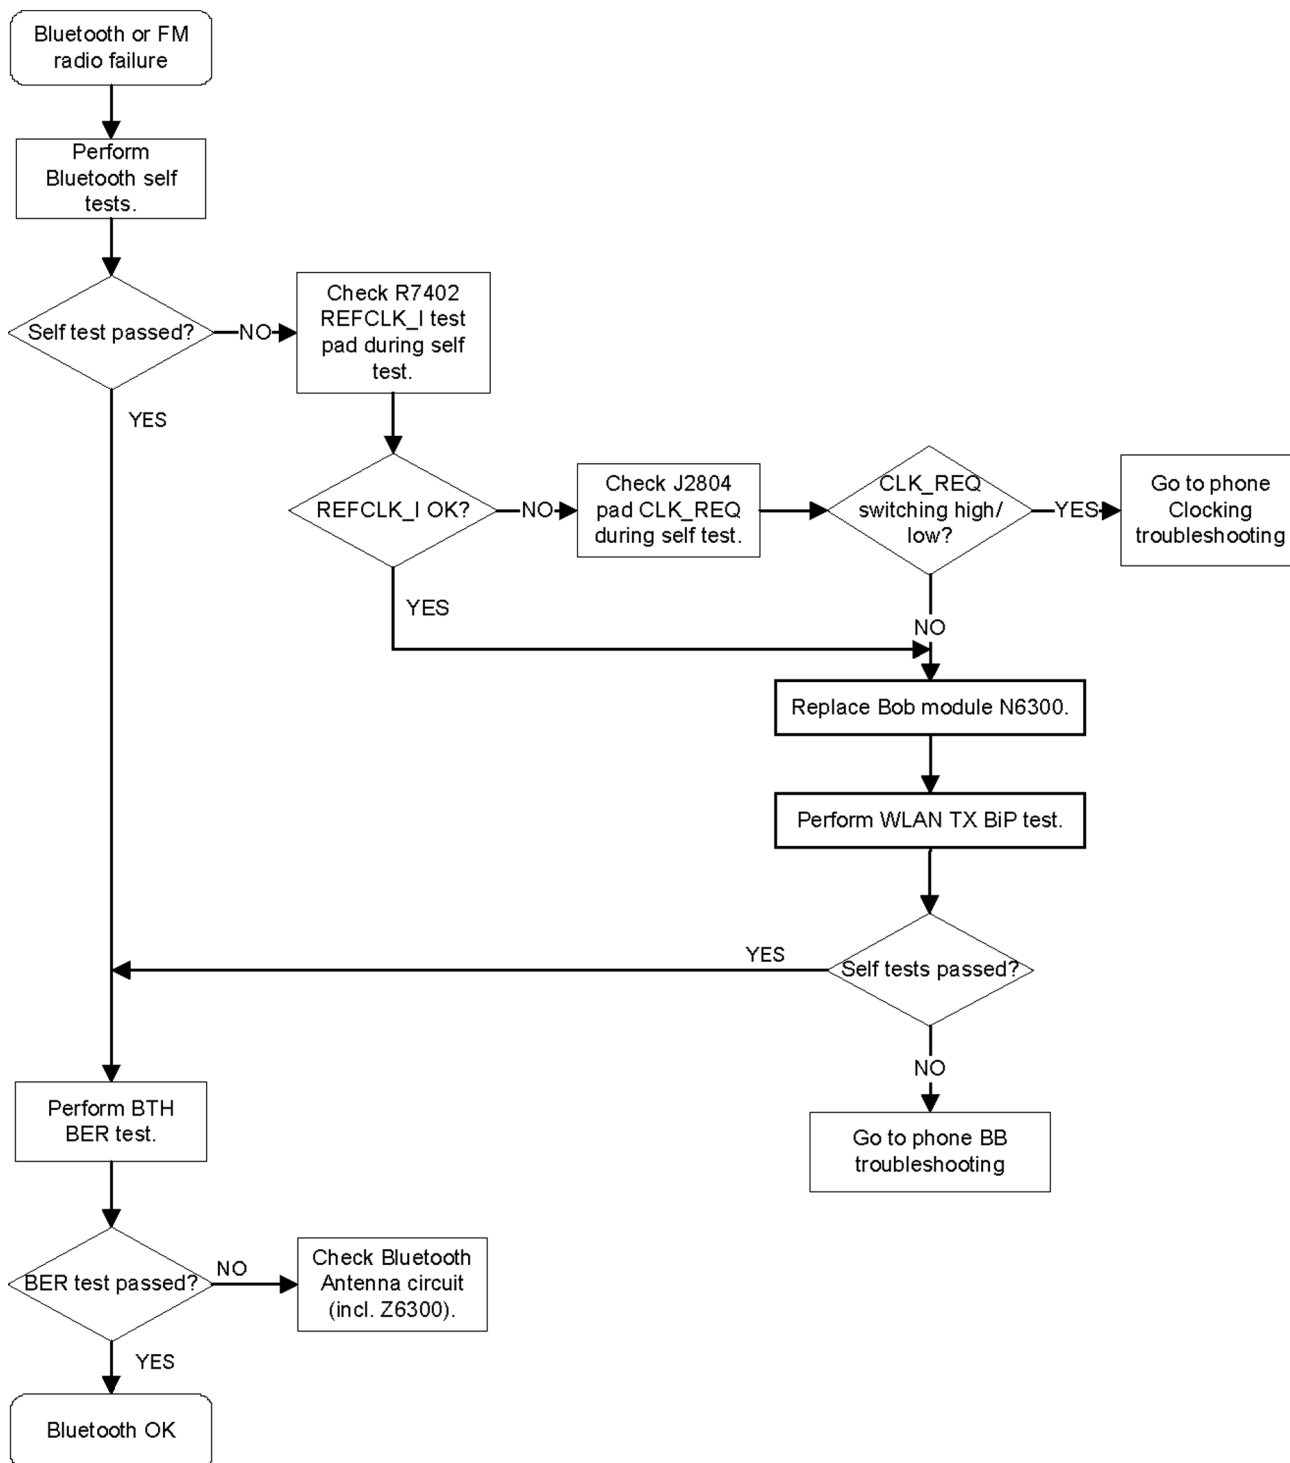 Bluetooth or FM
radio failure
Perform
Bluetooth self
tests.
Self test passed?
NO
YES
Check R7402
REFCLK_I test
pad during self
test.
REFCLK_I OK?
NO
YES
Check J2804
pad CLK_REQ
during self test.
CLK_REQ
switching high/
low?
YES
NO
Go to phone
Clocking
troubleshooting
Replace Bob module N6300.
Perform WLAN TX BiP test.
Self tests passed?
YES
NO
Go to phone BB
troubleshooting
Perform BTH
BER test.
BER test passed?
NO
YES
Check Bluetooth
Antenna circuit
(incl. Z6300).
Bluetooth OK